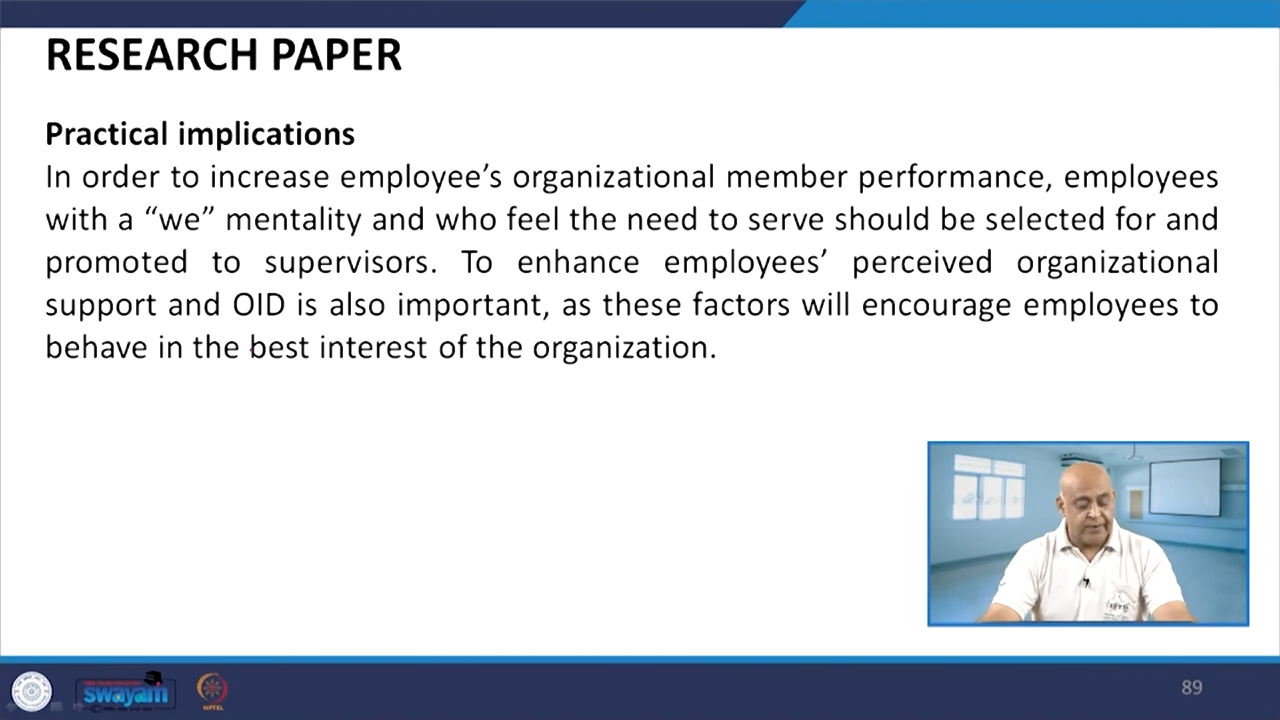 RESEARCH PAPER
Practical implications
In order to increase employee’s organizational member performance, employees
with a “we” mentality and who feel the need to serve should be selected for and
promoted to supervisors. To enhance employees’ perceived organizational
support and OID is also important, as these factors will encourage employees to
behave in the best interest of the organization.
swayam
NPTEL
89